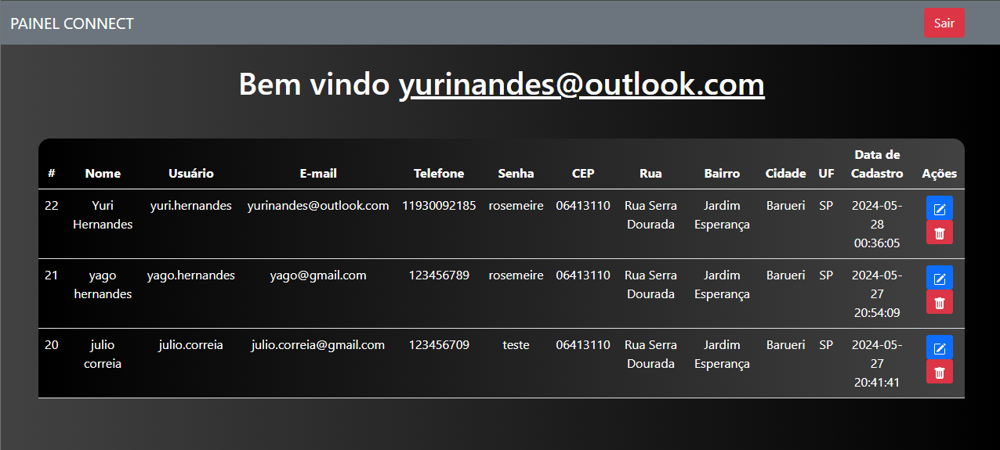 PAINEL CONNECT
Sair
Bem vindo yurinandes@outlook.com
# Nome Usuário E-mail Telefone Senha CEP Rua Bairro Cidade UF Data de Cadastro Ações
22 Yuri Hernandes yuri.hernandes yurinandes@outlook.com 11930092185 rosemeire 06413110 Rua Serra Dourada Jardim Esperança Barueri SP 2024-05-28 00:36:05
21 yago hernandes yago.hernandes yago@gmail.com 123456789 rosemeire 06413110 Rua Serra Dourada Jardim Esperança Barueri SP 2024-05-27 20:54:09
20 julio correia julio.correia julio.correia@gmail.com 123456709 teste 06413110 Rua Serra Dourada Jardim Esperança Barueri SP 2024-05-27 20:41:41